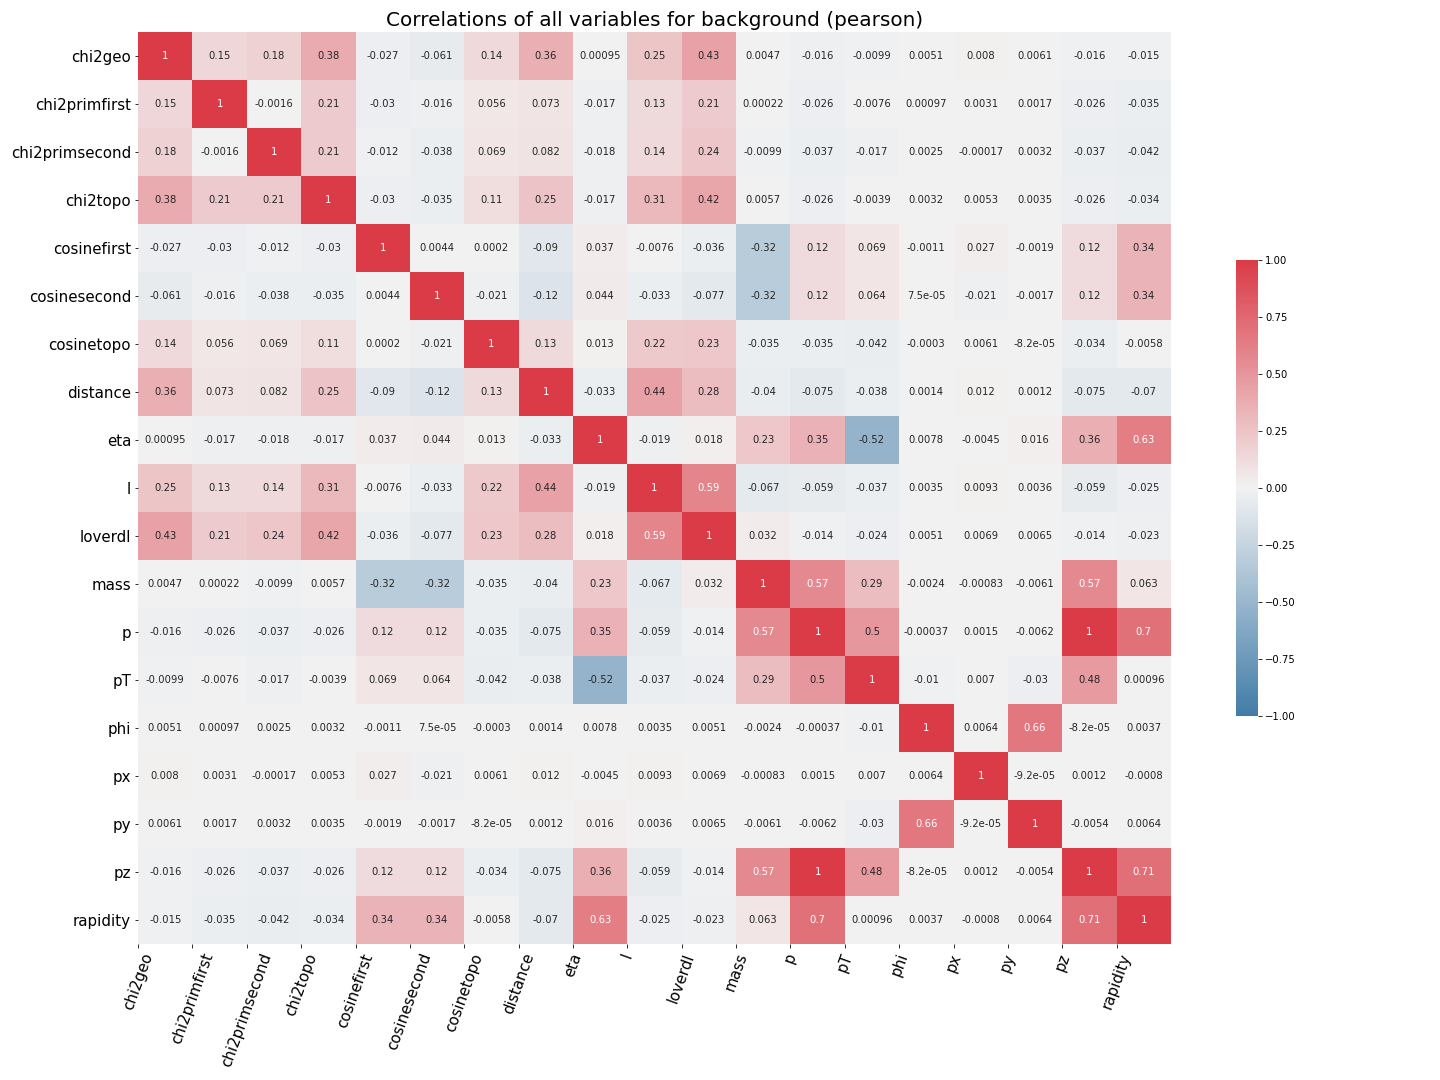 Correlations of all variables for background (pearson)
chi2geo 1 0.15 0.18 0.38 -0.027 -0.061 0.14 0.36 0.00095 0.25 0.43 0.0047 -0.016 -0.0099 0.0051 0.008 0.0061 -0.016 -0.015
chi2primfirst 0.15 1 -0.0016 0.21 -0.03 -0.016 0.056 0.073 -0.017 0.13 0.21 0.00022 -0.026 -0.0076 0.00097 0.0031 0.0017 -0.026 -0.035
chi2primsecond 0.18 -0.0016 1 0.21 -0.012 -0.038 0.069 0.082 -0.018 0.14 0.24 -0.0099 -0.037 -0.017 0.0025 -0.00017 0.0032 -0.037 -0.042
chi2topo 0.38 0.21 0.21 1 -0.03 -0.035 0.11 0.25 -0.017 0.31 0.42 0.0057 -0.026 -0.0039 0.0032 0.0053 0.0035 -0.026 -0.034
cosinefirst -0.027 -0.03 -0.012 -0.03 1 0.0044 0.0002 -0.09 0.037 -0.0076 -0.036 -0.32 0.12 0.069 -0.0011 0.027 -0.0019 0.12 0.34
cosinesecond -0.061 -0.016 -0.038 -0.035 0.0044 1 -0.021 -0.12 0.044 -0.033 -0.077 -0.32 0.12 0.064 7.5e-05 -0.021 -0.0017 0.12 0.34
cosinetopo 0.14 0.056 0.069 0.11 0.0002 -0.021 1 0.13 0.013 0.22 0.23 -0.035 -0.035 -0.042 -0.0003 0.0061 -8.2e-05 -0.034 -0.0058
distance 0.36 0.073 0.082 0.25 -0.09 -0.12 0.13 1 -0.033 0.44 0.28 -0.04 -0.075 -0.038 0.0014 0.012 0.0012 -0.075 -0.07
eta 0.00095 -0.017 -0.018 -0.017 0.037 0.044 0.013 -0.033 1 -0.019 0.018 0.23 0.35 -0.52 0.0078 -0.0045 0.016 0.36 0.63
l 0.25 0.13 0.14 0.31 -0.0076 -0.033 0.22 0.44 -0.019 1 0.59 -0.067 -0.059 -0.037 0.0035 0.0093 0.0036 -0.059 -0.025
loverdl 0.43 0.21 0.24 0.42 -0.036 -0.077 0.23 0.28 0.018 0.59 1 0.032 -0.014 -0.024 0.0051 0.0069 0.0065 -0.014 -0.023
mass 0.0047 0.00022 -0.0099 0.0057 -0.32 -0.32 -0.035 -0.04 0.23 -0.067 0.032 1 0.57 0.29 -0.0024 -0.00083 -0.0061 0.57 0.063
p -0.016 -0.026 -0.037 -0.026 0.12 0.12 -0.035 -0.075 0.35 -0.059 -0.014 0.57 1 0.5 -0.00037 0.0015 -0.0062 1 0.7
pT -0.0099 -0.0076 -0.017 -0.0039 0.069 0.064 -0.042 -0.038 -0.52 -0.037 -0.024 0.29 0.5 1 -0.01 0.007 -0.03 0.48 0.00096
phi 0.0051 0.00097 0.0025 0.0032 -0.0011 7.5e-05 -0.0003 0.0014 0.0078 0.0035 0.0051 -0.0024 -0.00037 -0.01 1 0.0064 0.66 -8.2e-05 0.0037
px 0.008 0.0031 -0.00017 0.0053 0.027 -0.021 0.0061 0.012 -0.0045 0.0093 0.0069 -0.00083 0.0015 0.007 0.0064 1 -9.2e-05 0.0012 -0.0008
py 0.0061 0.0017 0.0032 0.0035 -0.0019 -0.0017 -8.2e-05 0.0012 0.016 0.0036 0.0065 -0.0061 -0.0062 -0.03 0.66 -9.2e-05 1 -0.0054 0.0064
pz -0.016 -0.026 -0.037 -0.026 0.12 0.12 -0.034 -0.075 0.36 -0.059 -0.014 0.57 1 0.48 -8.2e-05 0.0012 -0.0054 1 0.71
rapidity -0.015 -0.035 -0.042 -0.034 0.34 0.34 -0.0058 -0.07 0.63 -0.025 -0.023 0.063 0.7 0.00096 0.0037 -0.0008 0.0064 0.71 1
chi2geo chi2primfirst chi2primsecond chi2topo cosinefirst cosinesecond cosinetopo distance eta l loverdl mass p pT phi px py pz rapidity
1.00
0.75
0.50
0.25
0.00
−0.25
−0.50
−0.75
−1.00